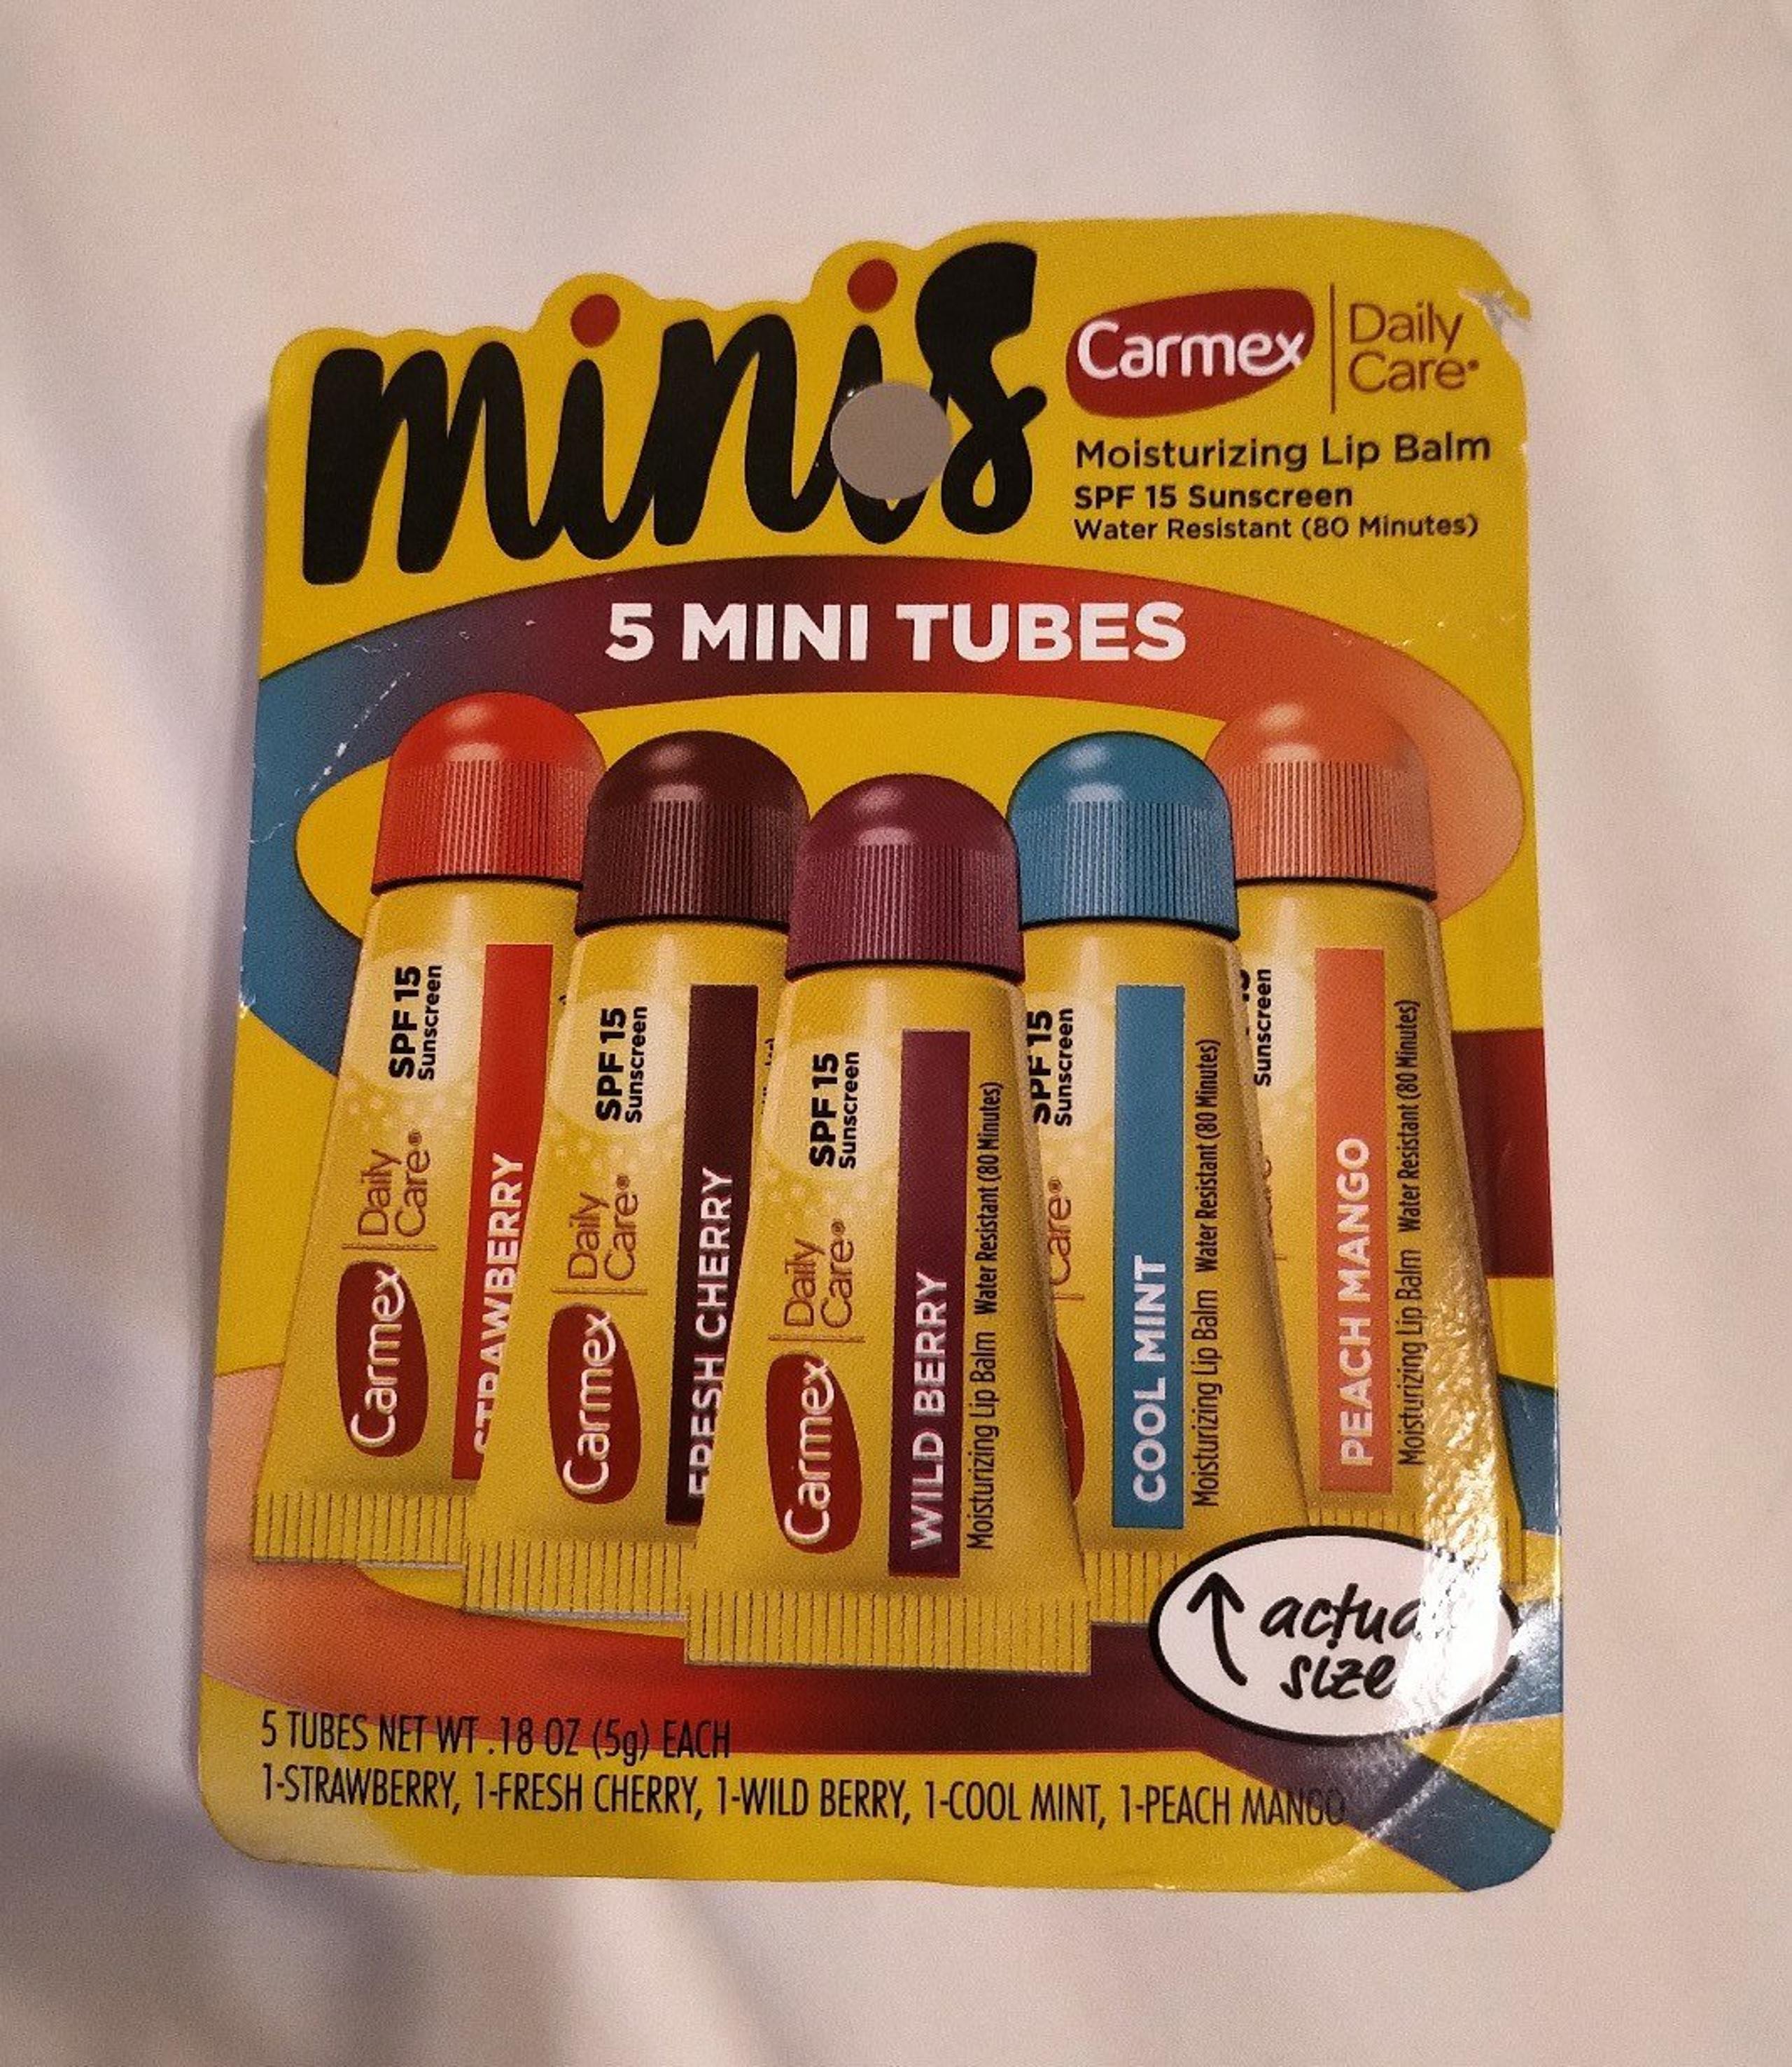 minis
Carmex
Daily
Care®
Moisturizing Lip Balm
SPF 15 Sunscreen
Water Resistant (80 Minutes)
5 MINI TUBES
Carmex
Daily
Care®
SPF 15
Sunscreen
STRAWBERRY
Carmex
Daily
Care®
SPF 15
Sunscreen
FRESH CHERRY
Carmex
Daily
Care®
SPF 15
Sunscreen
WILD BERRY
Moisturizing Lip Balm Water Resistant (80 Minutes)
Care®
SPF 15
Sunscreen
COOL MINT
Moisturizing Lip Balm Water Resistant (80 Minutes)
Sunscreen
PEACH MANGO
Moisturizing Lip Balm Water Resistant (80 Minutes)
actual
size
5 TUBES NET WT .18 OZ (5g) EACH
1-STRAWBERRY, 1-FRESH CHERRY, 1-WILD BERRY, 1-COOL MINT, 1-PEACH MANGO